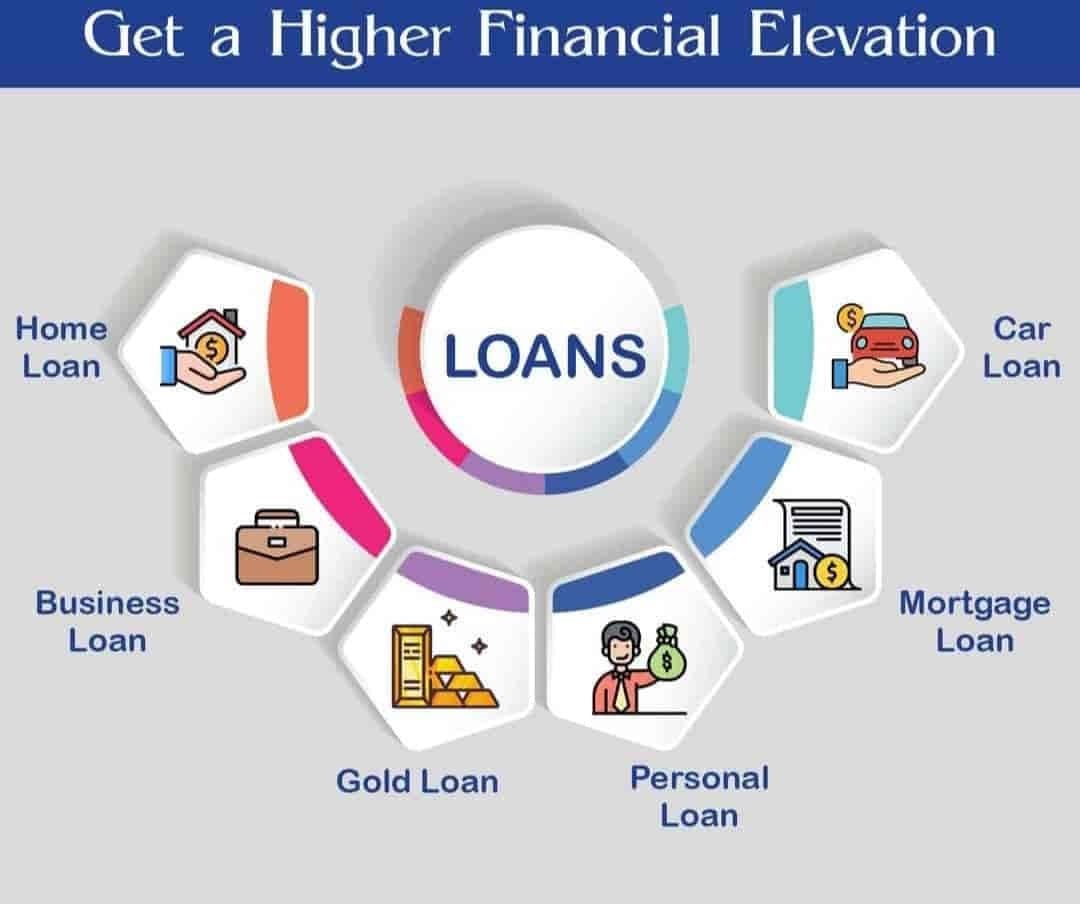 Get a Higher Financial Elevation
LOANS
Home
Loan
Business
Loan
Gold Loan
Personal
Loan
Mortgage
Loan
Car
Loan